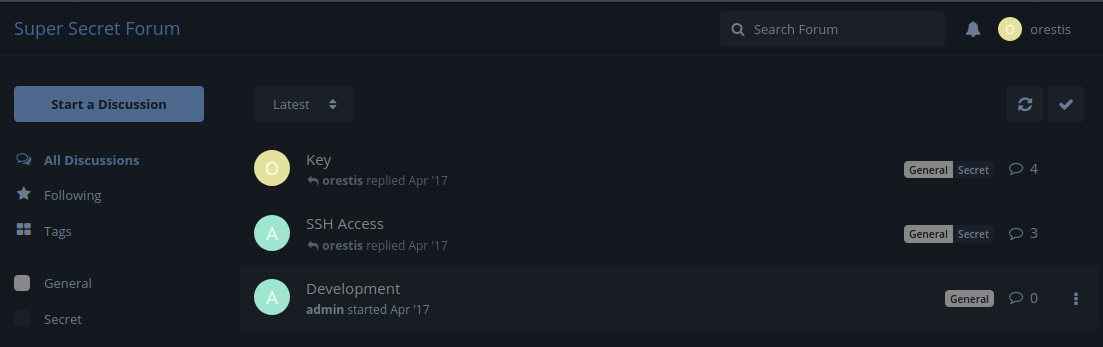 Super Secret Forum
Search Forum
O orestis
Start a Discussion
Latest
All Discussions
Following
Tags
General
Secret
O Key
orestis replied Apr '17
General Secret 4
A SSH Access
orestis replied Apr '17
General Secret 3
A Development
admin started Apr '17
General 0